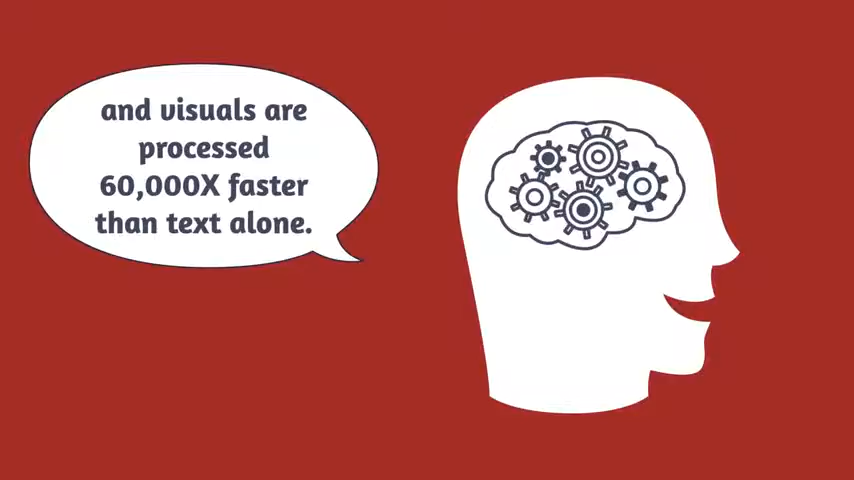 and visuals are
processed
60,000X faster
than text alone.